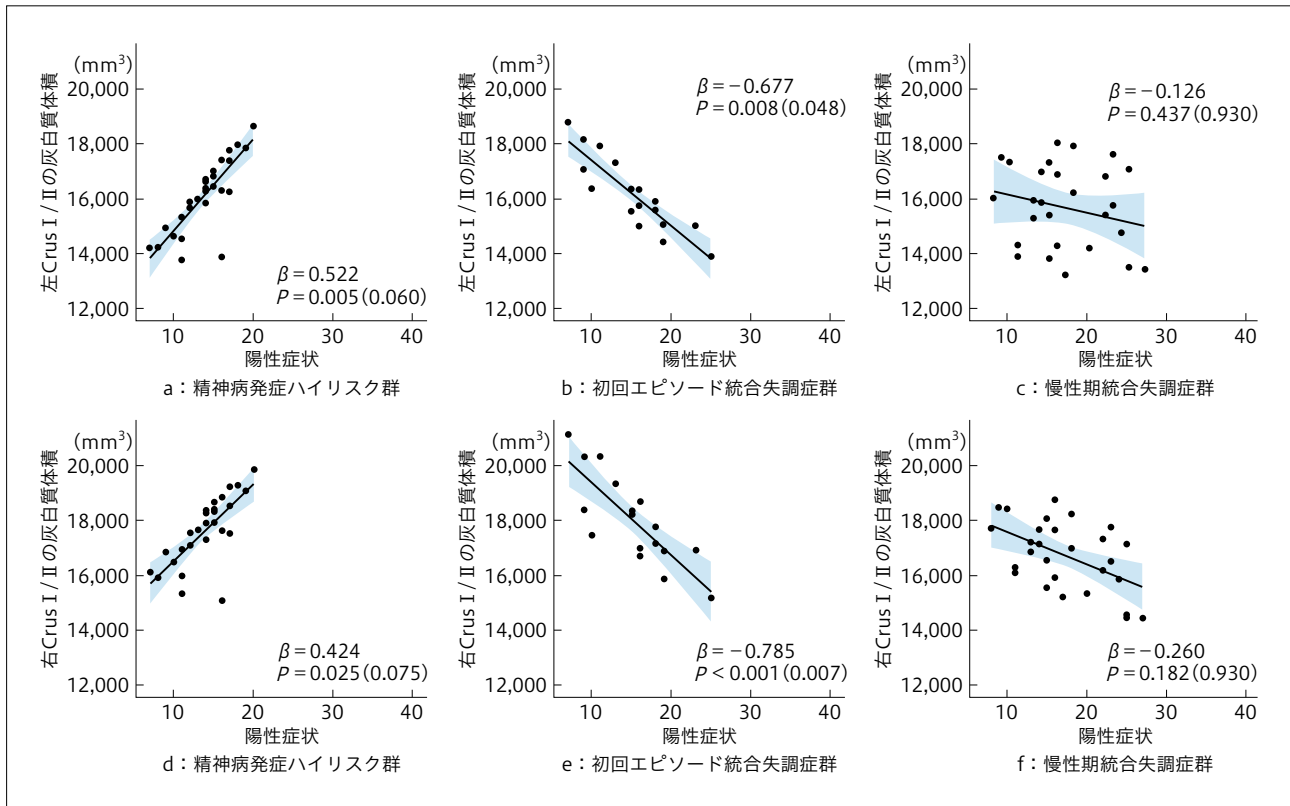 (mm³)
20,000
18,000
16,000
14,000
12,000
左Crus I/IIの灰白質体積
β=0.522
P=0.005(0.060)
10 20 30 40
陽性症状
a:精神病発症ハイリスク群
(mm³)
20,000
18,000
16,000
14,000
12,000
左Crus I/IIの灰白質体積
β=-0.677
P=0.008(0.048)
10 20 30 40
陽性症状
b:初回エピソード統合失調症群
(mm³)
20,000
18,000
16,000
14,000
12,000
左Crus I/IIの灰白質体積
β=-0.126
P=0.437(0.930)
10 20 30 40
陽性症状
c:慢性期統合失調症群
(mm³)
20,000
18,000
16,000
14,000
12,000
右Crus I/IIの灰白質体積
β=0.424
P=0.025(0.075)
10 20 30 40
陽性症状
d:精神病発症ハイリスク群
(mm³)
20,000
18,000
16,000
14,000
12,000
右Crus I/IIの灰白質体積
β=-0.785
P<0.001(0.007)
10 20 30 40
陽性症状
e:初回エピソード統合失調症群
(mm³)
20,000
18,000
16,000
14,000
12,000
右Crus I/IIの灰白質体積
β=-0.260
P=0.182(0.930)
10 20 30 40
陽性症状
f:慢性期統合失調症群